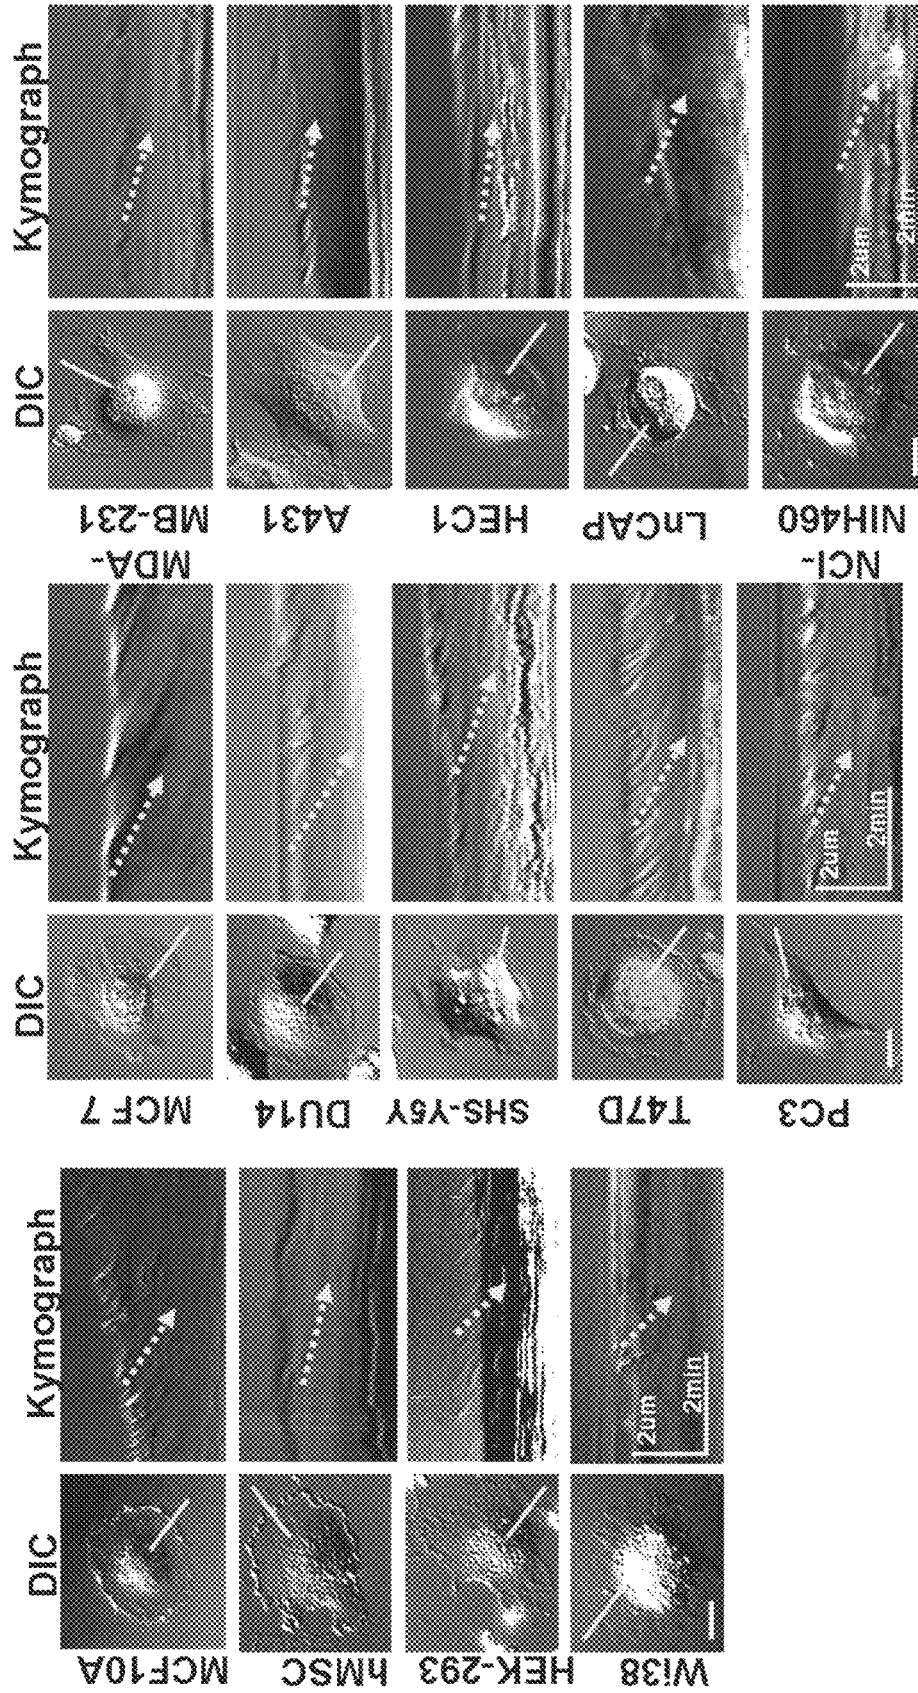 DIC
Kymograph
MCF10A
hMSC
HEK-293
Wi38
2um
2min
DIC
Kymograph
MCF 7
DU14
SHS-Y5Y
T47D
PC3
2um
2min
DIC
Kymograph
MDA-
MB-231
A431
HEC1
LnCAP
NCI-
NIH460
2um
2min